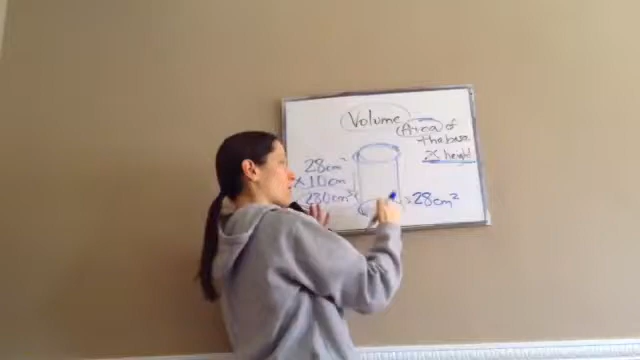 Volume
Area of
the base
x height
28cm²
x 10cm
280cm³
= 28cm²